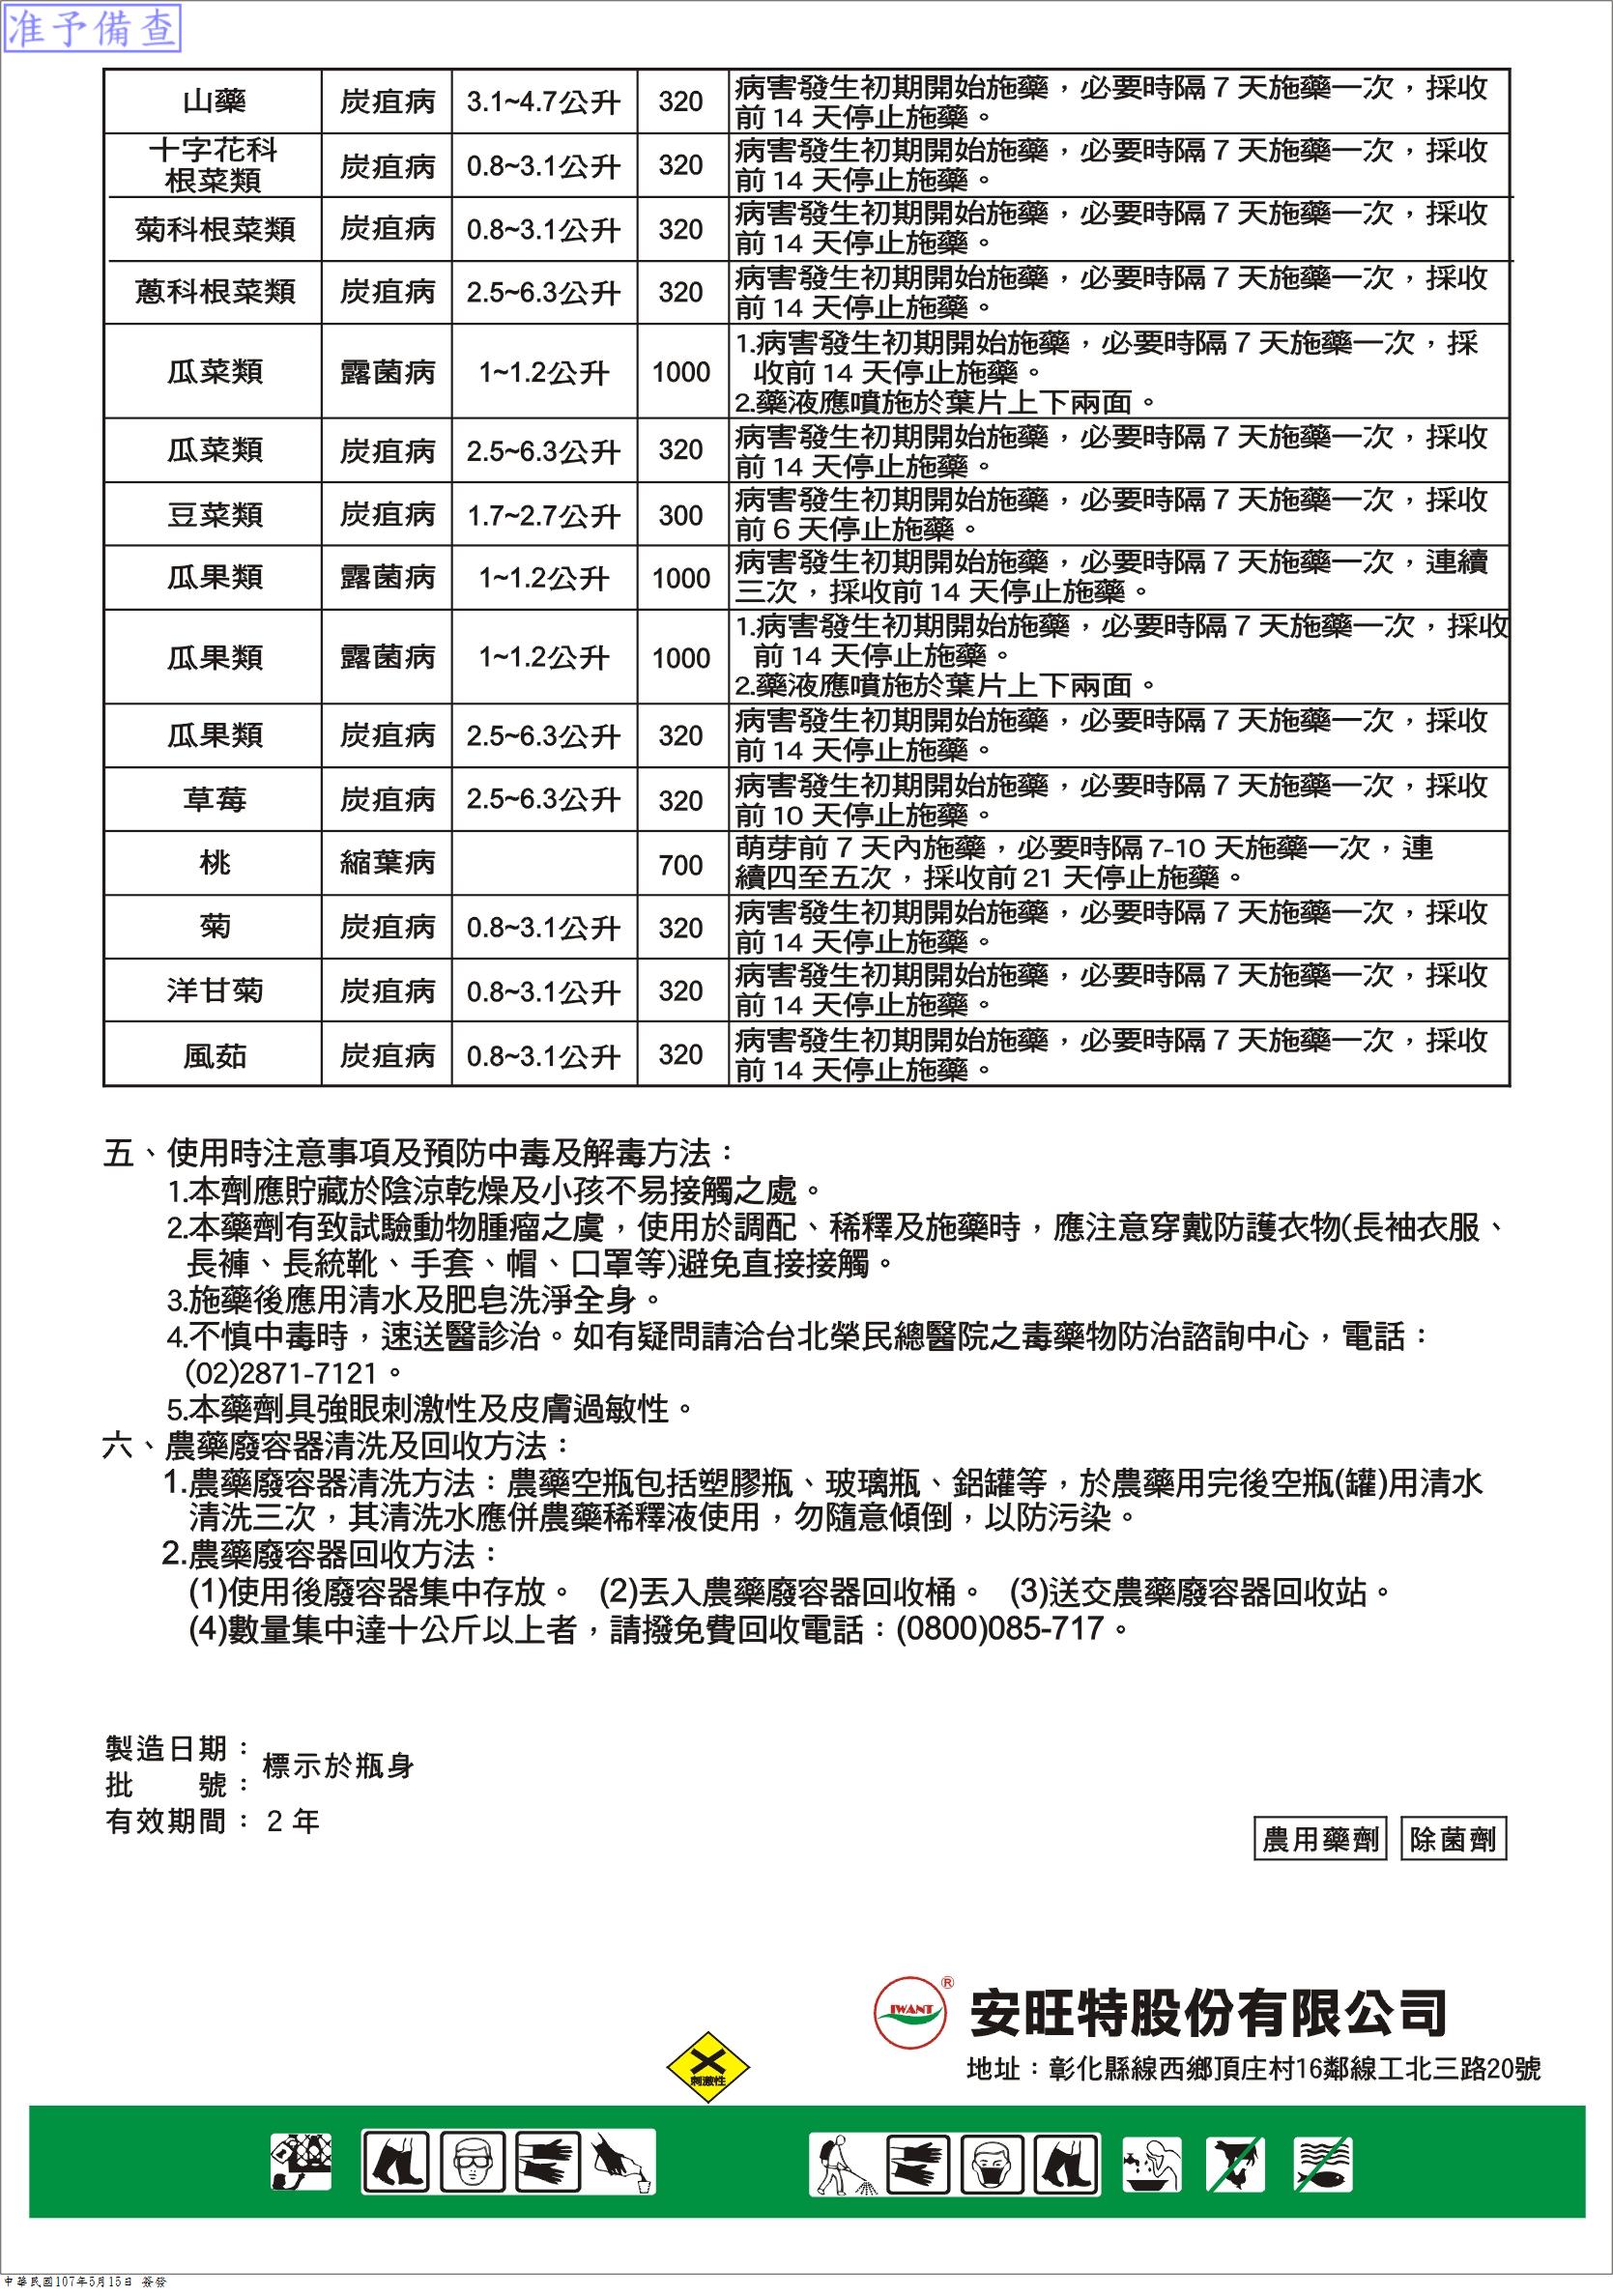 准予備查
山藥 炭疽病 3.1~4.7公升 320 病害發生初期開始施藥，必要時隔 7 天施藥一次，採收
前 14 天停止施藥。
十字花科
根菜類 炭疽病 0.8~3.1公升 320 病害發生初期開始施藥，必要時隔 7 天施藥一次，採收
前 14 天停止施藥。
菊科根菜類 炭疽病 0.8~3.1公升 320 病害發生初期開始施藥，必要時隔 7 天施藥一次，採收
前 14 天停止施藥。
蔥科根菜類 炭疽病 2.5~6.3公升 320 病害發生初期開始施藥，必要時隔 7 天施藥一次，採收
前 14 天停止施藥。
瓜菜類 露菌病 1~1.2公升 1000 1.病害發生初期開始施藥，必要時隔 7 天施藥一次，採
收前 14 天停止施藥。
2.藥液應噴施於葉片上下兩面。
瓜菜類 炭疽病 2.5~6.3公升 320 病害發生初期開始施藥，必要時隔 7 天施藥一次，採收
前 14 天停止施藥。
豆菜類 炭疽病 1.7~2.7公升 300 病害發生初期開始施藥，必要時隔 7 天施藥一次，採收
前 6 天停止施藥。
瓜果類 露菌病 1~1.2公升 1000 病害發生初期開始施藥，必要時隔 7 天施藥一次，連續
三次，採收前 14 天停止施藥。
瓜果類 露菌病 1~1.2公升 1000 1.病害發生初期開始施藥，必要時隔 7 天施藥一次，採收
前 14 天停止施藥。
2.藥液應噴施於葉片上下兩面。
瓜果類 炭疽病 2.5~6.3公升 320 病害發生初期開始施藥，必要時隔 7 天施藥一次，採收
前 14 天停止施藥。
草莓 炭疽病 2.5~6.3公升 320 病害發生初期開始施藥，必要時隔 7 天施藥一次，採收
前 10 天停止施藥。
桃 縮葉病 700 萌芽前 7 天內施藥，必要時隔 7-10 天施藥一次，連
續四至五次，採收前 21 天停止施藥。
菊 炭疽病 0.8~3.1公升 320 病害發生初期開始施藥，必要時隔 7 天施藥一次，採收
前 14 天停止施藥。
洋甘菊 炭疽病 0.8~3.1公升 320 病害發生初期開始施藥，必要時隔 7 天施藥一次，採收
前 14 天停止施藥。
風茹 炭疽病 0.8~3.1公升 320 病害發生初期開始施藥，必要時隔 7 天施藥一次，採收
前 14 天停止施藥。
五、使用時注意事項及預防中毒及解毒方法：
1.本劑應貯藏於陰涼乾燥及小孩不易接觸之處。
2.本藥劑有致試驗動物腫瘤之虞，使用於調配、稀釋及施藥時，應注意穿戴防護衣物(長袖衣服、
長褲、長統靴、手套、帽、口罩等)避免直接接觸。
3.施藥後應用清水及肥皂洗淨全身。
4.不慎中毒時，速送醫診治。如有疑問請洽台北榮民總醫院之毒藥物防治諮詢中心，電話：
(02)2871-7121。
5.本藥劑具強眼刺激性及皮膚過敏性。
六、農藥廢容器清洗及回收方法：
1.農藥廢容器清洗方法：農藥空瓶包括塑膠瓶、玻璃瓶、鋁罐等，於農藥用完後空瓶(罐)用清水
清洗三次，其清洗水應併農藥稀釋液使用，勿隨意傾倒，以防污染。
2.農藥廢容器回收方法：
(1)使用後廢容器集中存放。 (2)丟入農藥廢容器回收桶。 (3)送交農藥廢容器回收站。
(4)數量集中達十公斤以上者，請撥免費回收電話：(0800)085-717。
製造日期：
標示於瓶身
批 號：
有效期間： 2 年
農用藥劑 除菌劑
IWANT ® 安旺特股份有限公司
地址：彰化縣線西鄉頂庄村16鄰線工北三路20號
刺激性
中華民國107年5月15日 簽發